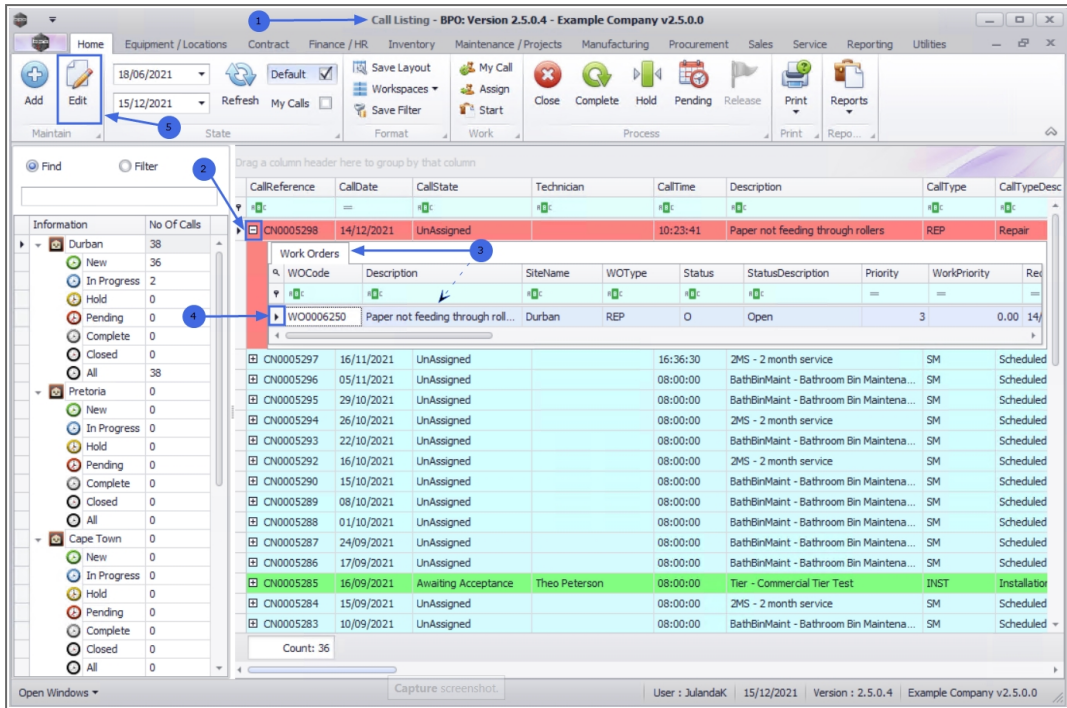 1
Call Listing - BPO: Version 2.5.0.4 - Example Company v2.5.0.0
Home Equipment / Locations Contract Finance / HR Inventory Maintenance / Projects Manufacturing Procurement Sales Service Reporting Utilities
Add Edit 18/06/2021 15/12/2021 Refresh Default My Calls
Save Layout Workspaces Save Filter
My Call Assign Start
Close Complete Hold Pending Release Print Reports
5
Maintain State Format Work Process Print Repo...
Find Filter
2
Drag a column header here to group by that column
CallReference CallDate CallState Technician CallTime Description CallType CallTypeDesc
Information No Of Calls
Durban 38
New 36
In Progress 2
Hold 0
Pending 0
Complete 0
Closed 0
All 38
Pretoria 0
New 0
In Progress 0
Hold 0
Pending 0
Complete 0
Closed 0
All 0
Cape Town 0
New 0
In Progress 0
Hold 0
Pending 0
Complete 0
Closed 0
All 0
CN0005298 14/12/2021 UnAssigned 10:23:41 Paper not feeding through rollers REP Repair
Work Orders
3
WOCode Description SiteName WOType Status StatusDescription Priority WorkPriority Rec
4
WO0006250 Paper not feeding through roll... Durban REP O Open 3 0.00 14/
CN0005297 16/11/2021 UnAssigned 16:36:30 2MS - 2 month service SM Scheduled
CN0005296 05/11/2021 UnAssigned 08:00:00 BathBinMaint - Bathroom Bin Maintena... SM Scheduled
CN0005295 29/10/2021 UnAssigned 08:00:00 BathBinMaint - Bathroom Bin Maintena... SM Scheduled
CN0005294 26/10/2021 UnAssigned 08:00:00 2MS - 2 month service SM Scheduled
CN0005293 22/10/2021 UnAssigned 08:00:00 BathBinMaint - Bathroom Bin Maintena... SM Scheduled
CN0005292 16/10/2021 UnAssigned 08:00:00 2MS - 2 month service SM Scheduled
CN0005290 15/10/2021 UnAssigned 08:00:00 BathBinMaint - Bathroom Bin Maintena... SM Scheduled
CN0005289 08/10/2021 UnAssigned 08:00:00 BathBinMaint - Bathroom Bin Maintena... SM Scheduled
CN0005288 01/10/2021 UnAssigned 08:00:00 BathBinMaint - Bathroom Bin Maintena... SM Scheduled
CN0005287 24/09/2021 UnAssigned 08:00:00 BathBinMaint - Bathroom Bin Maintena... SM Scheduled
CN0005286 17/09/2021 UnAssigned 08:00:00 BathBinMaint - Bathroom Bin Maintena... SM Scheduled
CN0005285 16/09/2021 Awaiting Acceptance Theo Peterson 08:00:00 Tier - Commercial Tier Test INST Installation
CN0005284 15/09/2021 UnAssigned 08:00:00 2MS - 2 month service SM Scheduled
CN0005283 10/09/2021 UnAssigned 08:00:00 BathBinMaint - Bathroom Bin Maintena... SM Scheduled
Count: 36
Open Windows Capture screenshot. User : JulandaK 15/12/2021 Version : 2.5.0.4 Example Company v2.5.0.0